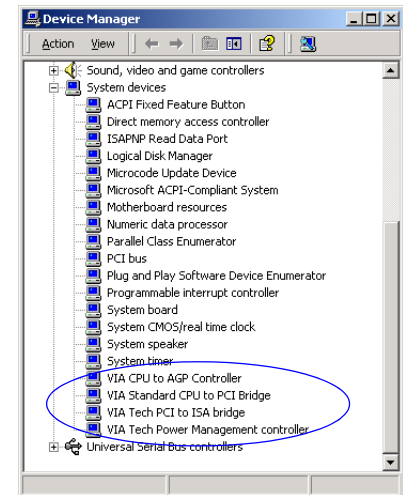 Device Manager
Action View
Sound, video and game controllers
System devices
ACPI Fixed Feature Button
Direct memory access controller
ISAPNP Read Data Port
Logical Disk Manager
Microcode Update Device
Microsoft ACPI-Compliant System
Motherboard resources
Numeric data processor
Parallel Class Enumerator
PCI bus
Plug and Play Software Device Enumerator
Programmable interrupt controller
System board
System CMOS/real time clock
System speaker
System timer
VIA CPU to AGP Controller
VIA Standard CPU to PCI Bridge
VIA Tech PCI to ISA bridge
VIA Tech Power Management controller
Universal Serial Bus controllers